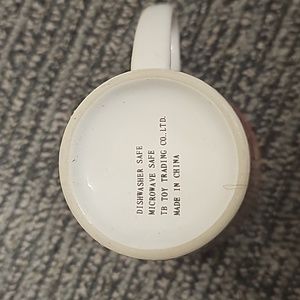 DISHWASHER SAFE
MICROWAVE SAFE
TB TOY TRADING CO.,LTD.
MADE IN CHINA